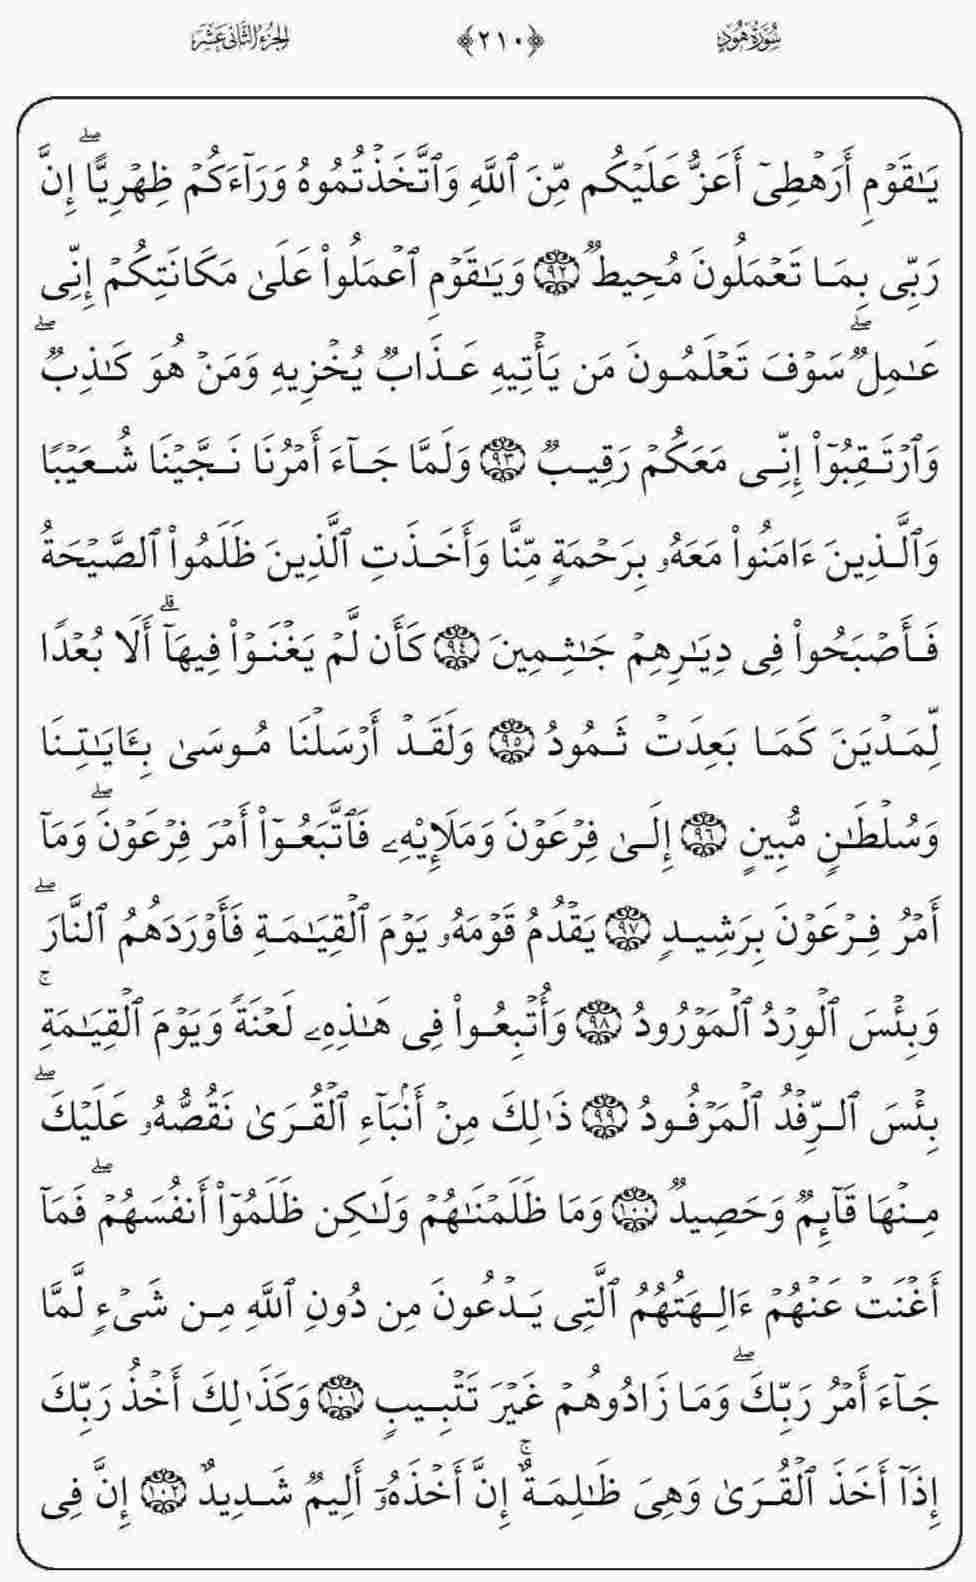 سُورَةُ هُودٍ ﴿٢١٠﴾ الجُزْءُ الثَّانِى عَشَرَ
يَـٰقَوْمِ أَرَهْطِىٓ أَعَزُّ عَلَيْكُم مِّنَ ٱللَّهِ وَٱتَّخَذْتُمُوهُ وَرَآءَكُمْ ظِهْرِيًّا ۖ إِنَّ
رَبِّى بِمَا تَعْمَلُونَ مُحِيطٌ ٩٢ وَيَـٰقَوْمِ ٱعْمَلُوا۟ عَلَىٰ مَكَانَتِكُمْ إِنِّى
عَـٰمِلٌ ۖ سَوْفَ تَعْلَمُونَ مَن يَأْتِيهِ عَذَابٌ يُخْزِيهِ وَمَنْ هُوَ كَـٰذِبٌ ۖ
وَٱرْتَقِبُوٓا۟ إِنِّى مَعَكُمْ رَقِيبٌ ٩٣ وَلَمَّا جَآءَ أَمْرُنَا نَجَّيْنَا شُعَيْبًا
وَٱلَّذِينَ ءَامَنُوا۟ مَعَهُۥ بِرَحْمَةٍ مِّنَّا وَأَخَذَتِ ٱلَّذِينَ ظَلَمُوا۟ ٱلصَّيْحَةُ
فَأَصْبَحُوا۟ فِى دِيَـٰرِهِمْ جَـٰثِمِينَ ٩٤ كَأَن لَّمْ يَغْنَوْا۟ فِيهَآ ۗ أَلَا بُعْدًا
لِّمَدْيَنَ كَمَا بَعِدَتْ ثَمُودُ ٩٥ وَلَقَدْ أَرْسَلْنَا مُوسَىٰ بِـَٔايَـٰتِنَا
وَسُلْطَـٰنٍ مُّبِينٍ ٩٦ إِلَىٰ فِرْعَوْنَ وَمَلَإِي۟هِۦ فَٱتَّبَعُوٓا۟ أَمْرَ فِرْعَوْنَ ۖ وَمَآ
أَمْرُ فِرْعَوْنَ بِرَشِيدٍ ٩٧ يَقْدُمُ قَوْمَهُۥ يَوْمَ ٱلْقِيَـٰمَةِ فَأَوْرَدَهُمُ ٱلنَّارَ ۖ
وَبِئْسَ ٱلْوِرْدُ ٱلْمَوْرُودُ ٩٨ وَأُتْبِعُوا۟ فِى هَـٰذِهِۦ لَعْنَةً وَيَوْمَ ٱلْقِيَـٰمَةِ ۚ
بِئْسَ ٱلرِّفْدُ ٱلْمَرْفُودُ ٩٩ ذَٰلِكَ مِنْ أَنۢبَآءِ ٱلْقُرَىٰ نَقُصُّهُۥ عَلَيْكَ ۖ
مِنْهَا قَآئِمٌ وَحَصِيدٌ ١٠٠ وَمَا ظَلَمْنَـٰهُمْ وَلَـٰكِن ظَلَمُوٓا۟ أَنفُسَهُمْ ۖ فَمَآ
أَغْنَتْ عَنْهُمْ ءَالِهَتُهُمُ ٱلَّتِى يَدْعُونَ مِن دُونِ ٱللَّهِ مِن شَىْءٍ لَّمَّا
جَآءَ أَمْرُ رَبِّكَ ۖ وَمَا زَادُوهُمْ غَيْرَ تَتْبِيبٍ ١٠١ وَكَذَٰلِكَ أَخْذُ رَبِّكَ
إِذَآ أَخَذَ ٱلْقُرَىٰ وَهِىَ ظَـٰلِمَةٌ ۚ إِنَّ أَخْذَهُۥٓ أَلِيمٌ شَدِيدٌ ١٠٢ إِنَّ فِى